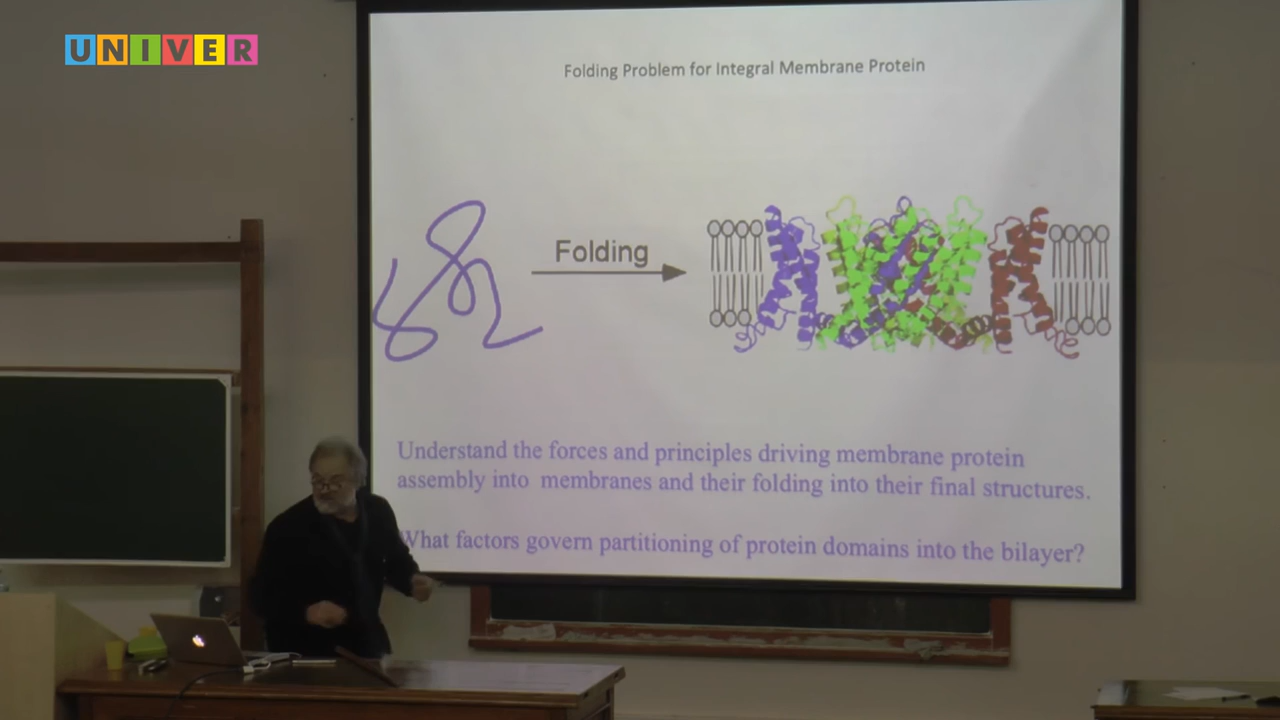 UNIVER
Folding Problem for Integral Membrane Protein
Folding
Understand the forces and principles driving membrane protein
assembly into membranes and their folding into their final structures.
What factors govern partitioning of protein domains into the bilayer?